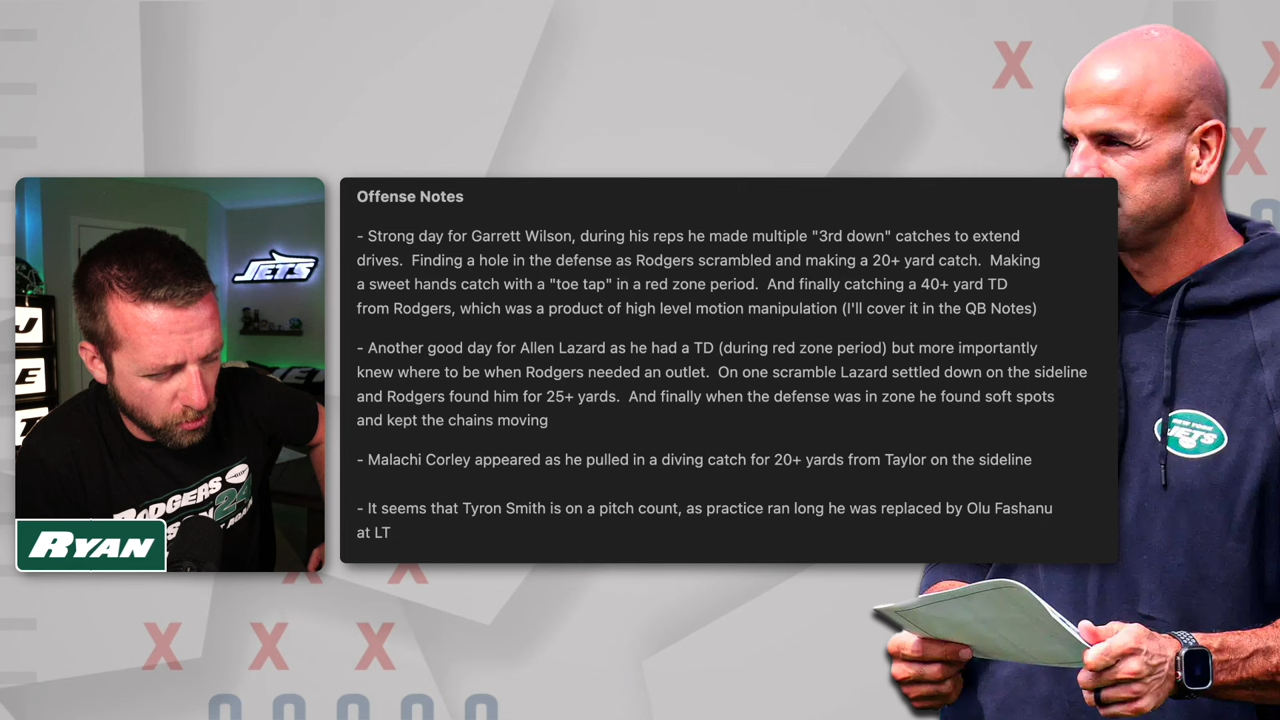 JETS
Offense Notes
- Strong day for Garrett Wilson, during his reps he made multiple "3rd down" catches to extend
drives.  Finding a hole in the defense as Rodgers scrambled and making a 20+ yard catch.  Making
a sweet hands catch with a "toe tap" in a red zone period.  And finally catching a 40+ yard TD
from Rodgers, which was a product of high level motion manipulation (I'll cover it in the QB Notes)
- Another good day for Allen Lazard as he had a TD (during red zone period) but more importantly
knew where to be when Rodgers needed an outlet.  On one scramble Lazard settled down on the sideline
and Rodgers found him for 25+ yards.  And finally when the defense was in zone he found soft spots
and kept the chains moving
- Malachi Corley appeared as he pulled in a diving catch for 20+ yards from Taylor on the sideline
- It seems that Tyron Smith is on a pitch count, as practice ran long he was replaced by Olu Fashanu
at LT
J
E
T
RODGERS
24
RYAN
NEW YORK
JETS
X
X
X
X
X
X
X
X